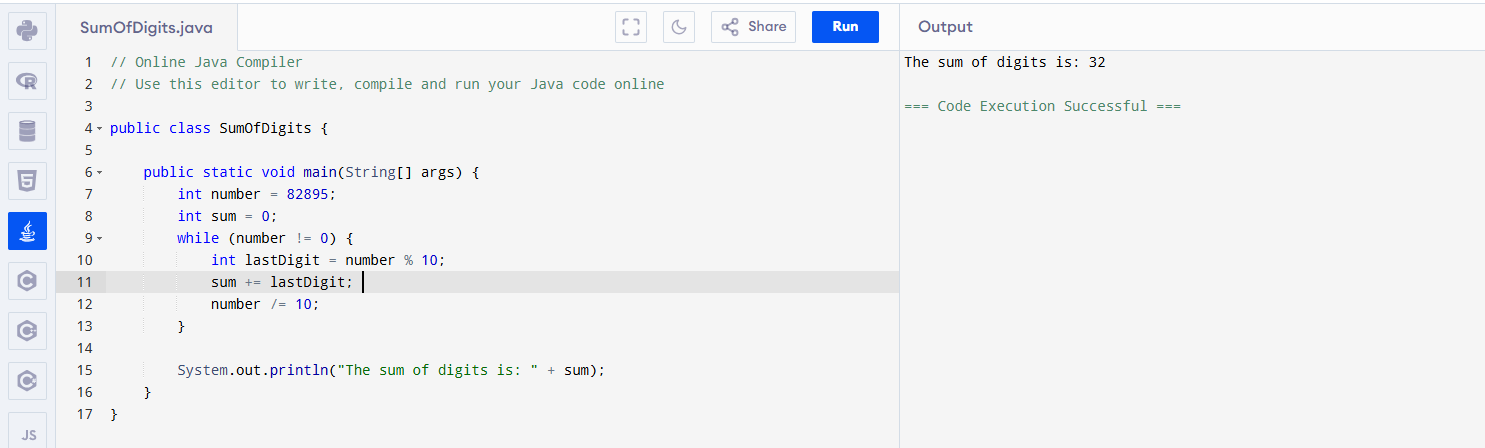 SumOfDigits.java
Share
Run
Output
1 // Online Java Compiler
2 // Use this editor to write, compile and run your Java code online
3
4 public class SumOfDigits {
5
6     public static void main(String[] args) {
7         int number = 82895;
8         int sum = 0;
9         while (number != 0) {
10             int lastDigit = number % 10;
11             sum += lastDigit;
12             number /= 10;
13         }
14
15         System.out.println("The sum of digits is: " + sum);
16     }
17 }
The sum of digits is: 32
=== Code Execution Successful ===
R
5
C
C
C
JS